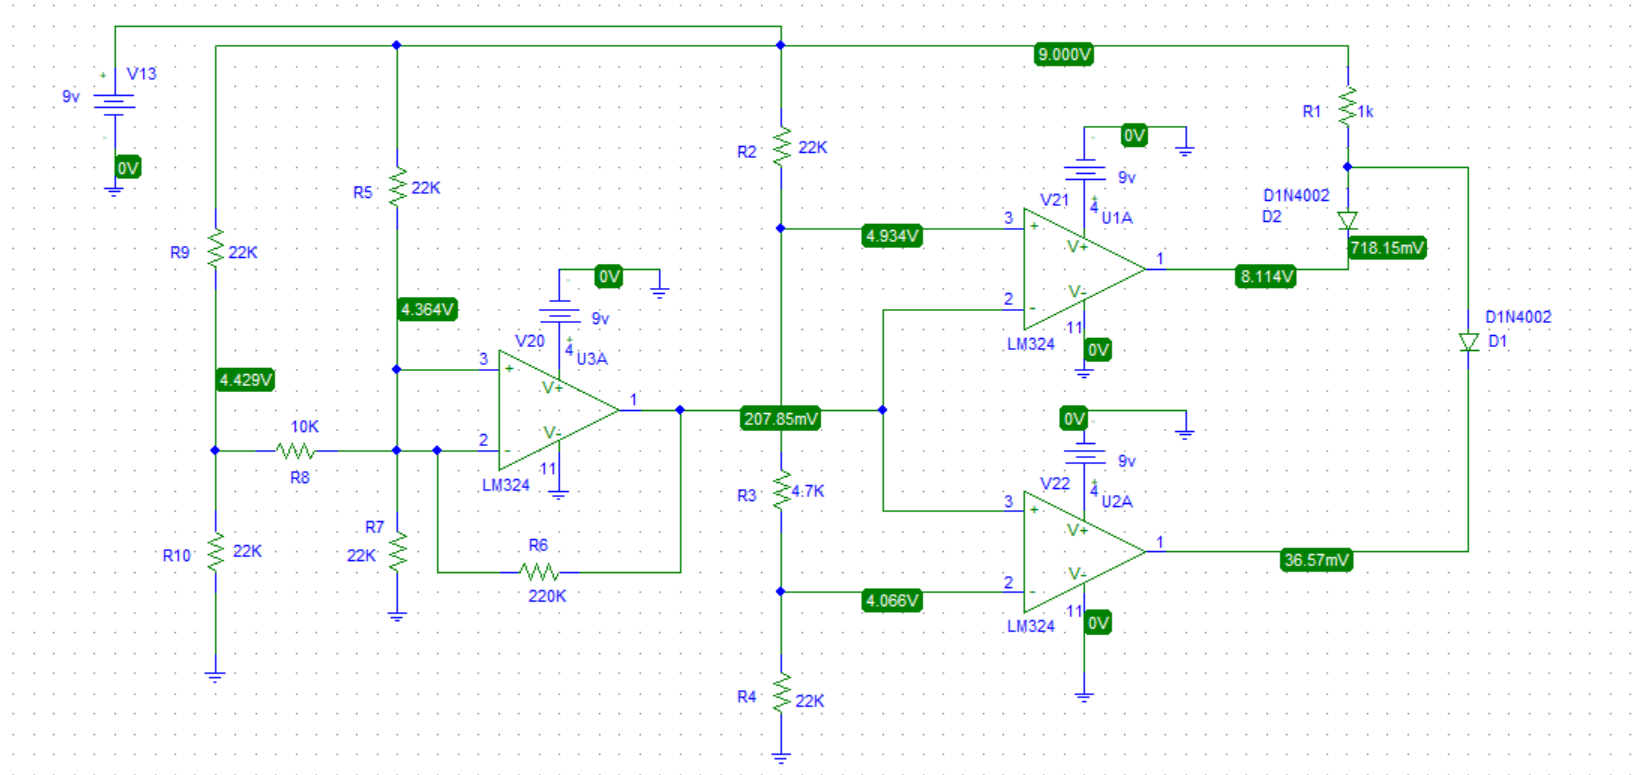 9.000V
+ V13
9v
-
0V
R1 1k
R2 22K
0V
-
9v
V21 + 4 U1A
R5 22K
D1N4002
D2
3 4.934V +
V+
718.15mV
R9 22K
1 8.114V
0V
-
9v
2 -
V-
11
LM324
0V
4.364V
V20 + 4 U3A
D1N4002
D1
3 +
V+
4.429V
1
207.85mV
0V
-
10K
R8
2 -
V-
11
LM324
9v
V22 + 4 U2A
R3 4.7K
3 +
V+
R7
22K
R6
220K
R10 22K
1 36.57mV
2 4.066V -
V-
11
LM324
0V
R4 22K